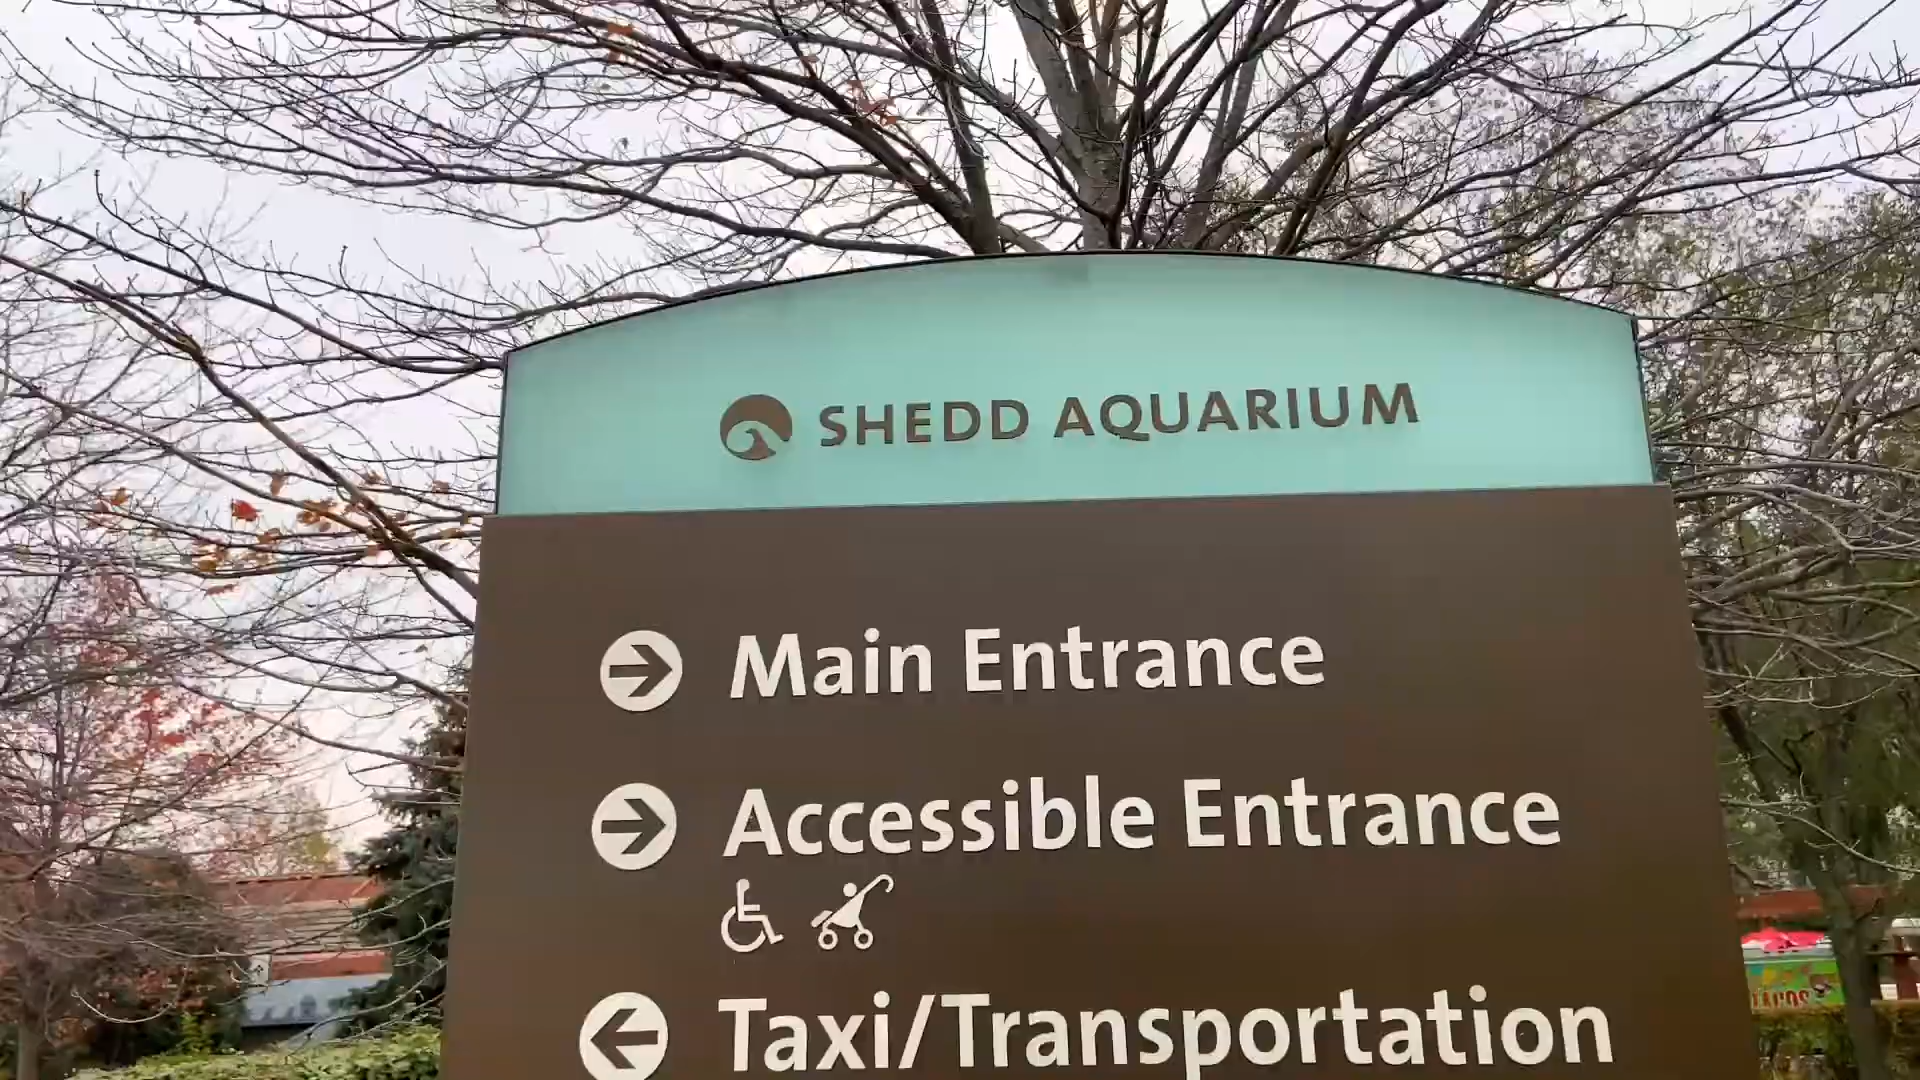 SHEDD AQUARIUM
Main Entrance
Accessible Entrance
Taxi/Transportation